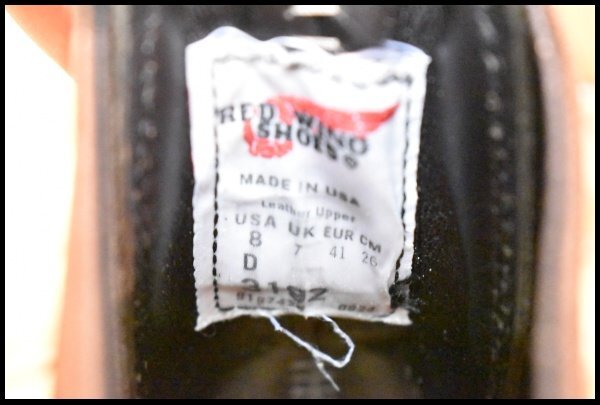 RED WING
SHOES®
MADE IN USA
Leather Upper
USA UK EUR CM
8 7 41 26
D